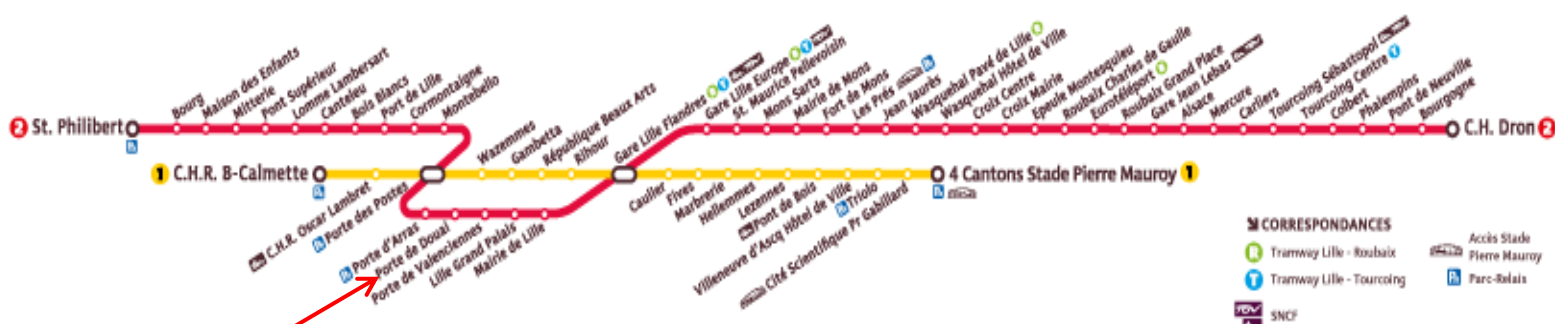 2 St. Philibert
Bourg
Maison des Enfants
Mitterie
Pont Supérieur
Lomme Lambersart
Canteleu
Bois Blancs
Port de Lille
Cormontaigne
Montebello
Gare Lille Flandres R T TGV
Gare Lille Europe R T TGV
St. Maurice Pellevoisin
Mons Sarts
Mairie de Mons
Fort de Mons
Les Prés
Jean Jaurès
Wasquehal Pavé de Lille R
Wasquehal Hôtel de Ville
Croix Centre
Croix Mairie
Epeule Montesquieu
Roubaix Charles de Gaulle
Eurotéléport R
Roubaix Grand Place
Gare Jean Lebas
Alsace
Mercure
Carliers
Tourcoing Sébastopol
Tourcoing Centre T
Colbert
Phalempins
Pont de Neuville
Bourgogne
C.H. Dron 2
1 C.H.R. B-Calmette
C.H.R. Oscar Lambret
Porte des Postes
Wazemmes
Gambetta
République Beaux Arts
Rihour
Caulier
Fives
Marbrerie
Hellemmes
Lezennes
Pont de Bois
Villeneuve d'Ascq Hôtel de Ville
Triolo
Cité Scientifique Pr Gabillard
4 Cantons Stade Pierre Mauroy 1
Porte d'Arras
Porte de Douai
Porte de Valenciennes
Lille Grand Palais
Mairie de Lille
CORRESPONDANCES
R Tramway Lille - Roubaix
T Tramway Lille - Tourcoing
TGV SNCF
Accès Stade
Pierre Mauroy
Parc-Relais